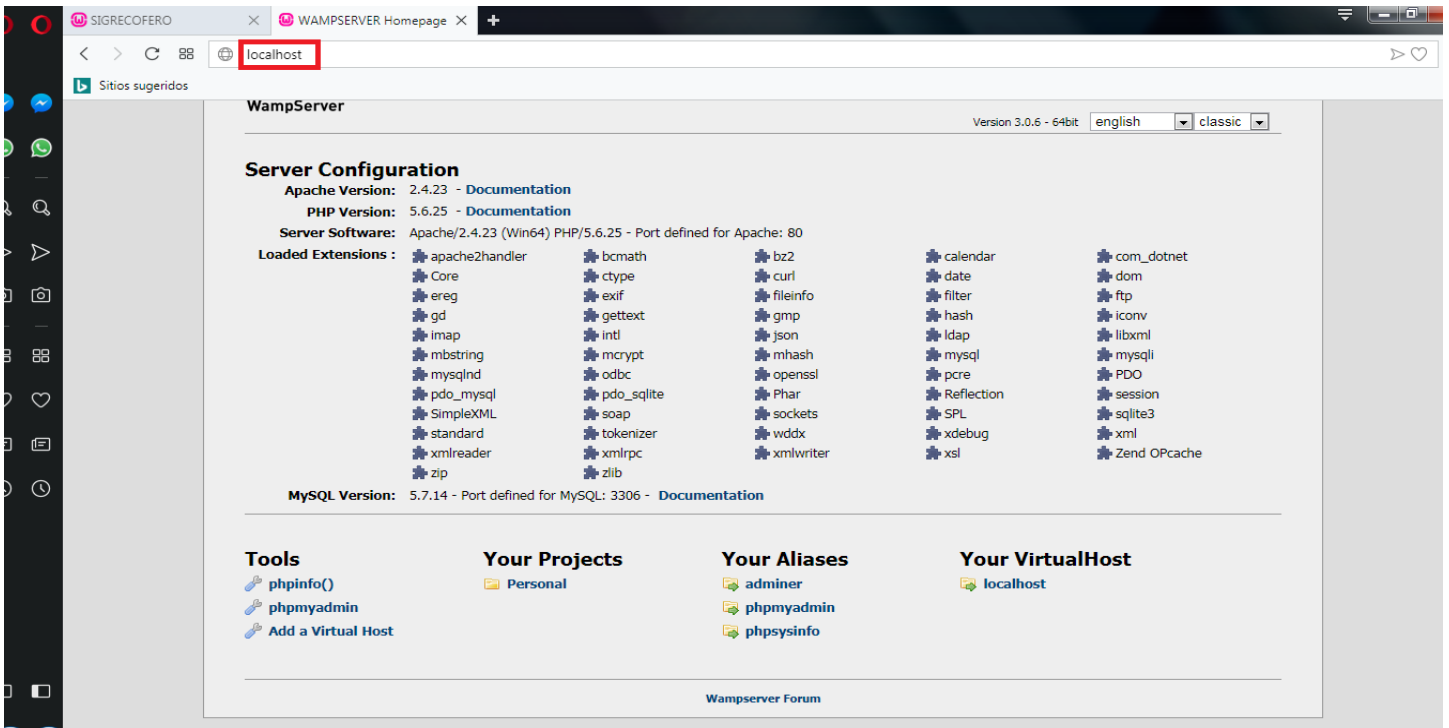 SIGRECOFERO
WAMPSERVER Homepage
localhost
Sitios sugeridos
WampServer
Version 3.0.6 - 64bit english classic
Server Configuration
Apache Version: 2.4.23 - Documentation
PHP Version: 5.6.25 - Documentation
Server Software: Apache/2.4.23 (Win64) PHP/5.6.25 - Port defined for Apache: 80
Loaded Extensions : apache2handler bcmath bz2 calendar com_dotnet
Core ctype curl date dom
ereg exif fileinfo filter ftp
gd gettext gmp hash iconv
imap intl json ldap libxml
mbstring mcrypt mhash mysql mysqli
mysqlnd odbc openssl pcre PDO
pdo_mysql pdo_sqlite Phar Reflection session
SimpleXML soap sockets SPL sqlite3
standard tokenizer wddx xdebug xml
xmlreader xmlrpc xmlwriter xsl Zend OPcache
zip zlib
MySQL Version: 5.7.14 - Port defined for MySQL: 3306 - Documentation
Tools Your Projects Your Aliases Your VirtualHost
phpinfo() Personal adminer localhost
phpmyadmin phpmyadmin
Add a Virtual Host phpsysinfo
Wampserver Forum